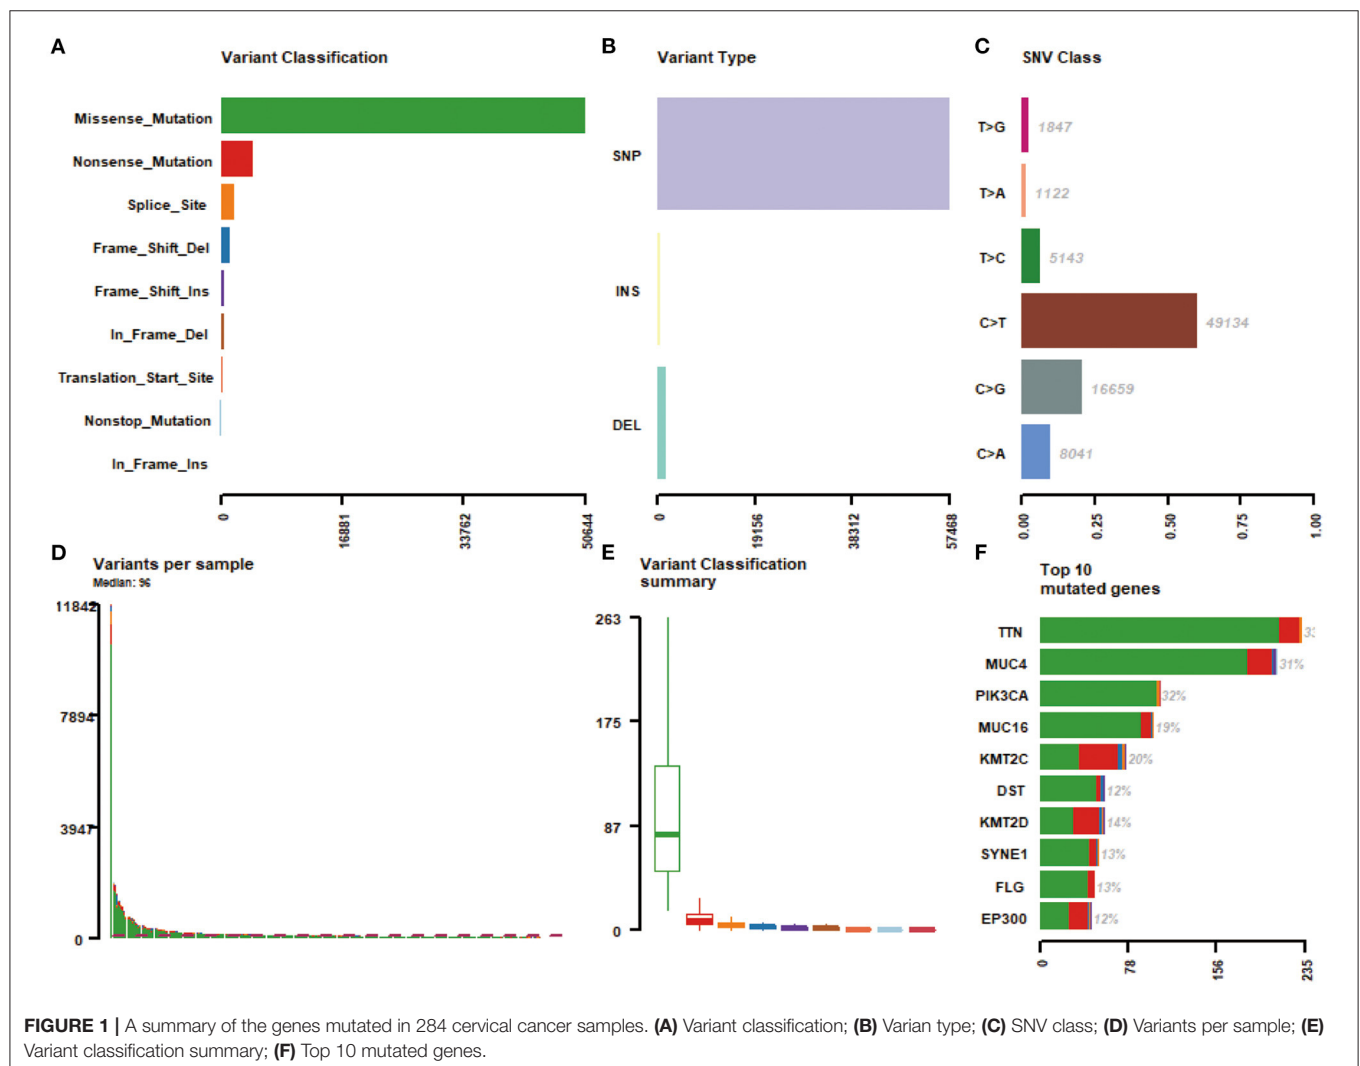 A
Variant Classification
Missense_Mutation
Nonsense_Mutation
Splice_Site
Frame_Shift_Del
Frame_Shift_Ins
In_Frame_Del
Translation_Start_Site
Nonstop_Mutation
In_Frame_Ins
0
16881
33762
50644
B
Variant Type
SNP
INS
DEL
0
19156
38312
57468
C
SNV Class
T>G
1847
T>A
1122
T>C
5143
C>T
49134
C>G
16659
C>A
8041
0.00
0.25
0.50
0.75
1.00
D
Variants per sample
Median: 96
11842
7894
3947
0
E
Variant Classification
summary
263
175
87
0
F
Top 10
mutated genes
TTN
MUC4
31%
PIK3CA
32%
MUC16
19%
KMT2C
20%
DST
12%
KMT2D
14%
SYNE1
13%
FLG
13%
EP300
12%
0
78
156
235
FIGURE 1 | A summary of the genes mutated in 284 cervical cancer samples. (A) Variant classification; (B) Varian type; (C) SNV class; (D) Variants per sample; (E)
Variant classification summary; (F) Top 10 mutated genes.